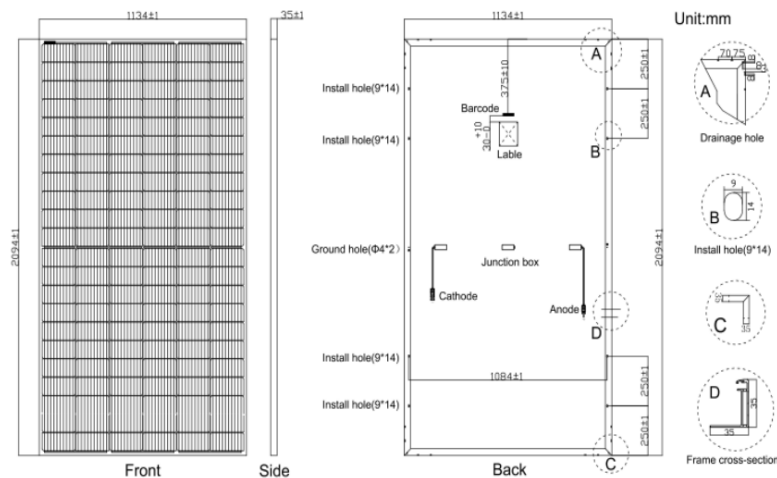 1134±1
35±1
1134±1
Unit:mm
2094±1
Front
Side
Install hole(9*14)
Install hole(9*14)
Ground hole(Φ4*2）
Install hole(9*14)
Install hole(9*14)
375±10
Barcode
+10
30-0
Lable
Junction box
Cathode
Anode
1084±1
Back
A
B
D
C
250±1
250±1
2094±1
250±1
250±1
70,75
A
Drainage hole
9
14
B
Install hole(9*14)
C
35
D
35
35
Frame cross-section